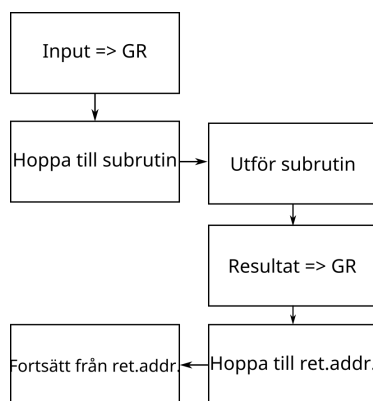 Input => GR
Hoppa till subrutin
Utför subrutin
Resultat => GR
Hoppa till ret.addr.
Fortsätt från ret.addr.